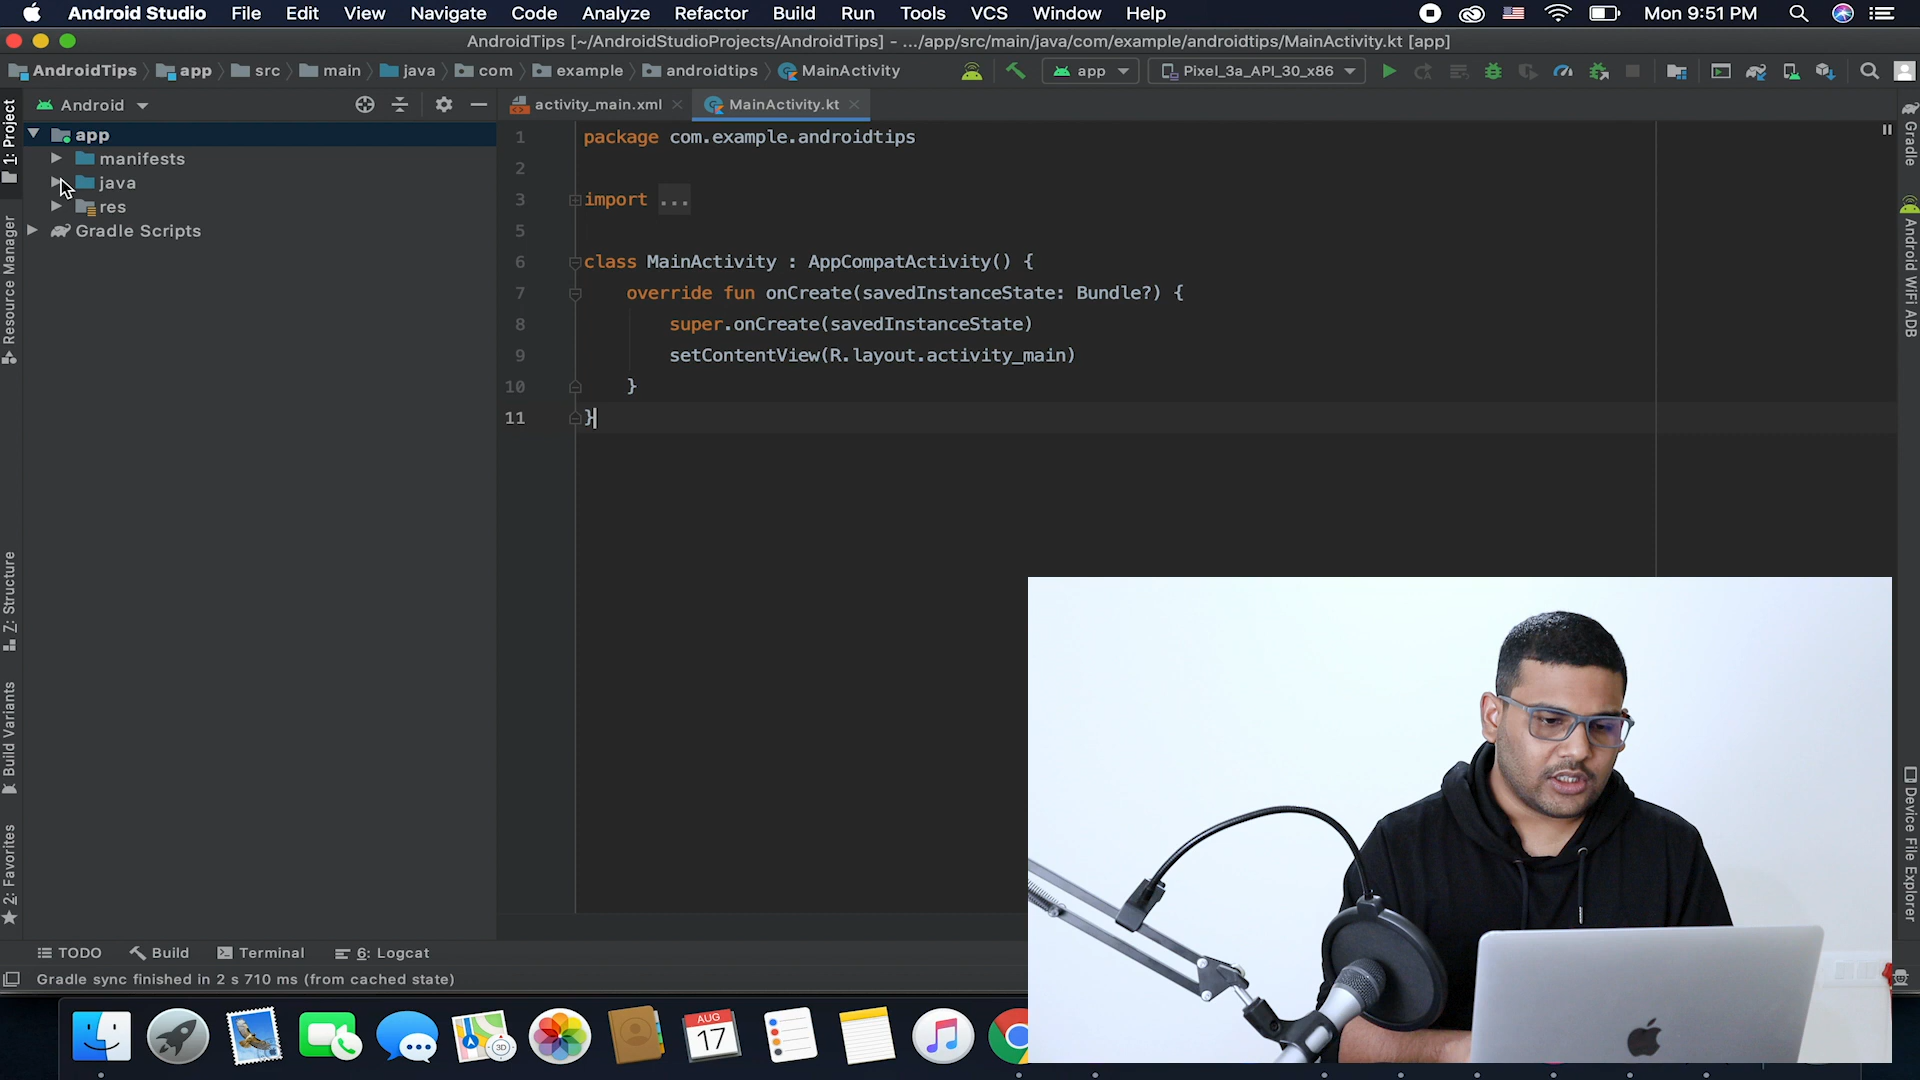 Android Studio File Edit View Navigate Code Analyze Refactor Build Run Tools VCS Window Help Mon 9:51 PM
AndroidTips [~/AndroidStudioProjects/AndroidTips] - .../app/src/main/java/com/example/androidtips/MainActivity.kt [app]
AndroidTips app src main java com example androidtips MainActivity app Pixel_3a_API_30_x86
Android activity_main.xml MainActivity.kt
app
manifests
java
res
Gradle Scripts
1 package com.example.androidtips
2
3 import ...
5
6 class MainActivity : AppCompatActivity() {
7 override fun onCreate(savedInstanceState: Bundle?) {
8 super.onCreate(savedInstanceState)
9 setContentView(R.layout.activity_main)
10 }
11 }
1: Project
Resource Manager
7: Structure
Build Variants
2: Favorites
Gradle
Android WiFi ADB
Device File Explorer
TODO Build Terminal 6: Logcat
Gradle sync finished in 2 s 710 ms (from cached state)
3D
AUG
17